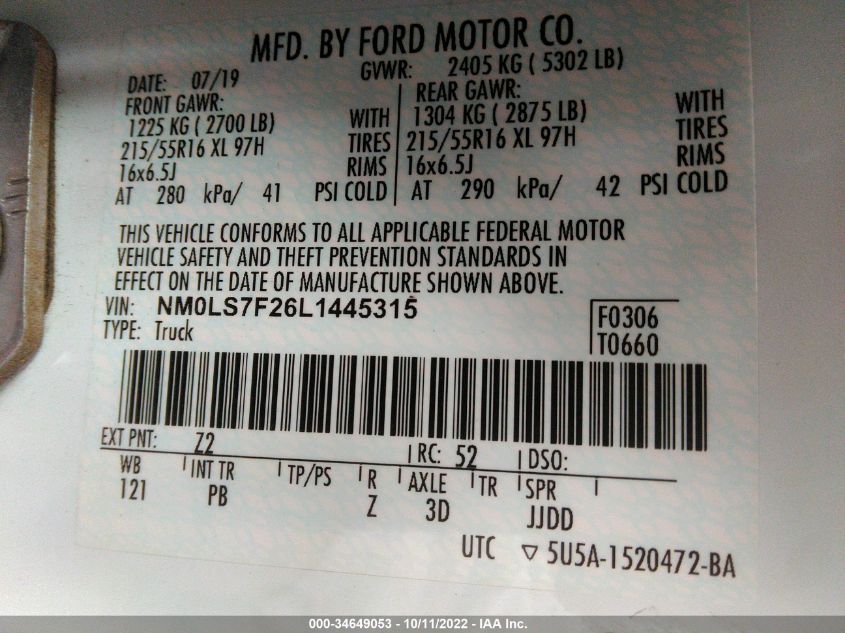 MFD. BY FORD MOTOR CO.
DATE: 07/19 GVWR: 2405 KG ( 5302 LB)
FRONT GAWR: REAR GAWR:
1225 KG ( 2700 LB) WITH 1304 KG ( 2875 LB) WITH
215/55R16 XL 97H TIRES 215/55R16 XL 97H TIRES
16x6.5J RIMS 16x6.5J RIMS
AT 280 kPa/ 41 PSI COLD AT 290 kPa/ 42 PSI COLD
THIS VEHICLE CONFORMS TO ALL APPLICABLE FEDERAL MOTOR
VEHICLE SAFETY AND THEFT PREVENTION STANDARDS IN
EFFECT ON THE DATE OF MANUFACTURE SHOWN ABOVE.
VIN: NM0LS7F26L1445315 F0306
TYPE: Truck T0660
EXT PNT: Z2 RC: 52 DSO:
WB INT TR TP/PS R AXLE TR SPR
121 PB Z 3D JJDD
UTC ▽ 5U5A-1520472-BA
000-34649053 - 10/11/2022 - IAA Inc.